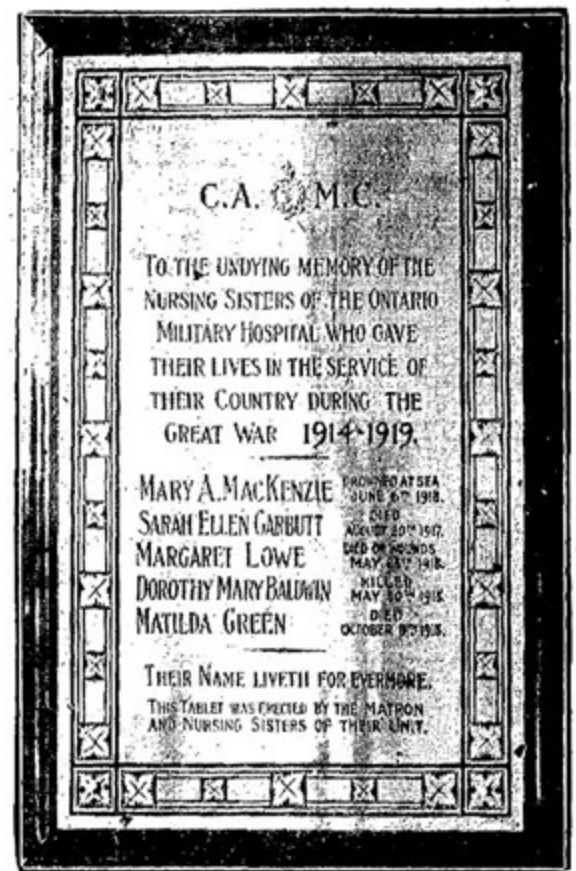 C.A. M.C.
TO THE UNDYING MEMORY OF THE
NURSING SISTERS OF THE ONTARIO
MILITARY HOSPITAL WHO GAVE
THEIR LIVES IN THE SERVICE OF
THEIR COUNTRY DURING THE
GREAT WAR 1914-1919.
MARY A. MACKENZIE DROWNED AT SEA
JUNE 6TH 1918.
SARAH ELLEN GARBUTT DIED
AUGUST 20TH 1917.
MARGARET LOWE DIED OF WOUNDS
MAY 1918.
DOROTHY MARY BALDWIN KILLED
MAY 30TH 1918
MATILDA GREEN DIED
OCTOBER 9TH 1918.
THEIR NAME LIVETH FOR EVERMORE.
THIS TABLET WAS ERECTED BY THE MATRON
AND NURSING SISTERS OF THEIR UNIT.